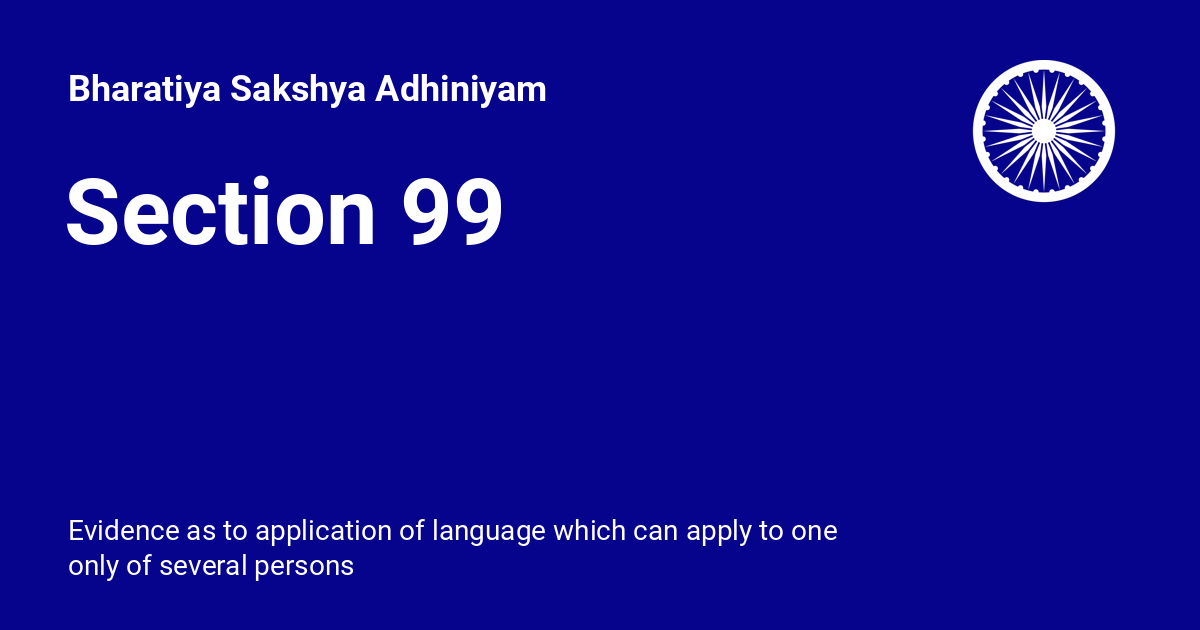 Bharatiya Sakshya Adhiniyam
Section 99
Evidence as to application of language which can apply to one
only of several persons